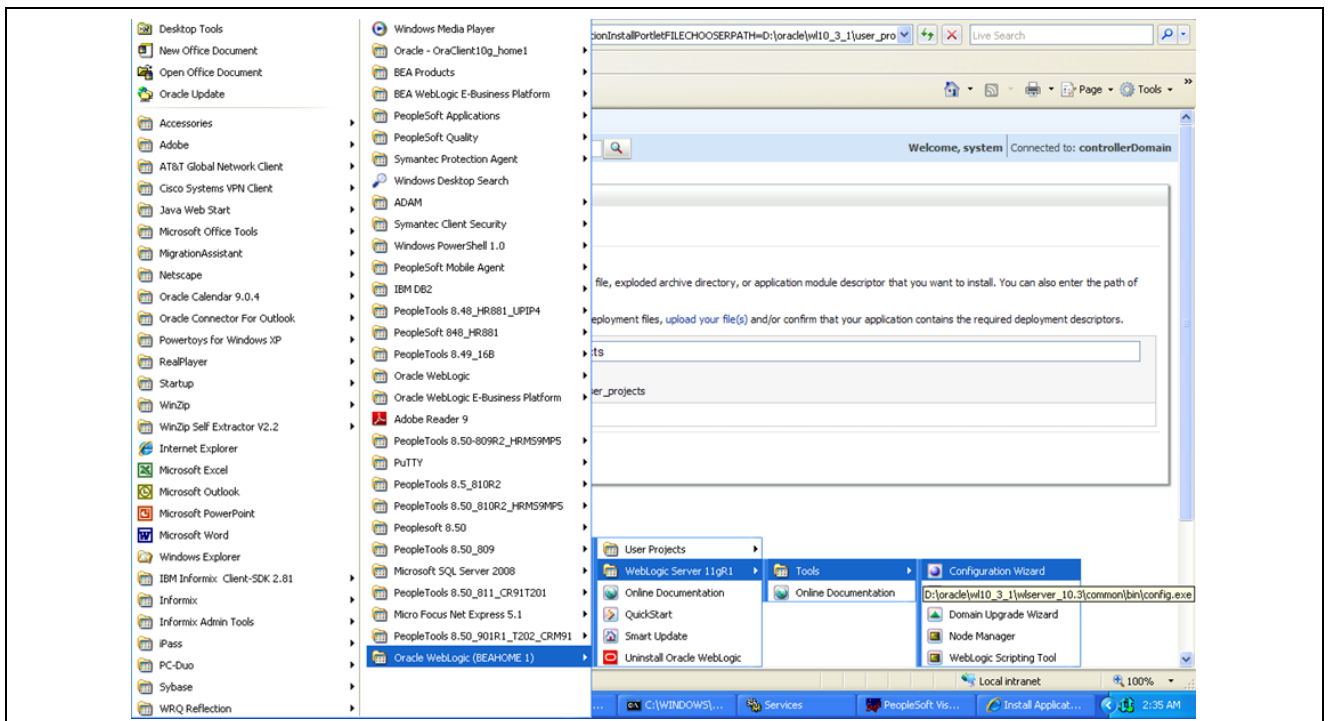 Desktop Tools
New Office Document
Open Office Document
Oracle Update
Accessories
Adobe
AT&T Global Network Client
Cisco Systems VPN Client
Java Web Start
Microsoft Office Tools
MigrationAssistant
Netscape
Oracle Calendar 9.0.4
Oracle Connector For Outlook
Powertoys for Windows XP
RealPlayer
Startup
WinZip
WinZip Self Extractor V2.2
Internet Explorer
Microsoft Excel
Microsoft Outlook
Microsoft PowerPoint
Microsoft Word
Windows Explorer
IBM Informix Client-SDK 2.81
Informix
Informix Admin Tools
iPass
PC-Duo
Sybase
WRQ Reflection
Windows Media Player
Oracle - OraClient10g_home1
BEA Products
BEA WebLogic E-Business Platform
PeopleSoft Applications
PeopleSoft Quality
Symantec Protection Agent
Windows Desktop Search
ADAM
Symantec Client Security
Windows PowerShell 1.0
PeopleSoft Mobile Agent
IBM DB2
PeopleTools 8.48_HR881_UPIP4
PeopleSoft 848_HR881
PeopleTools 8.49_16B
Oracle WebLogic
Oracle WebLogic E-Business Platform
Adobe Reader 9
PeopleTools 8.50-809R2_HRMS9MP5
PuTTY
PeopleTools 8.5_810R2
PeopleTools 8.50_810R2_HRMS9MP5
Peoplesoft 8.50
PeopleTools 8.50_809
Microsoft SQL Server 2008
PeopleTools 8.50_811_CR91T201
Micro Focus Net Express 5.1
PeopleTools 8.50_901R1_T202_CRM91
Oracle WebLogic (BEAHOME 1)
tionInstallPortletFILECHOOSERPATH=D:\oracle\wl10_3_1\user_pro
Live Search
Page
Tools
Welcome, system
Connected to: controllerDomain
file, exploded archive directory, or application module descriptor that you want to install. You can also enter the path of
eployment files, upload your file(s) and/or confirm that your application contains the required deployment descriptors.
cts
ser_projects
User Projects
WebLogic Server 11gR1
Online Documentation
QuickStart
Smart Update
Uninstall Oracle WebLogic
Tools
Online Documentation
Configuration Wizard
D:\oracle\wl10_3_1\wlserver_10.3\common\bin\config.exe
Domain Upgrade Wizard
Node Manager
WebLogic Scripting Tool
Local intranet
100%
C:\WINDOWS\...
Services
PeopleSoft Vis...
Install Applicat...
2:35 AM